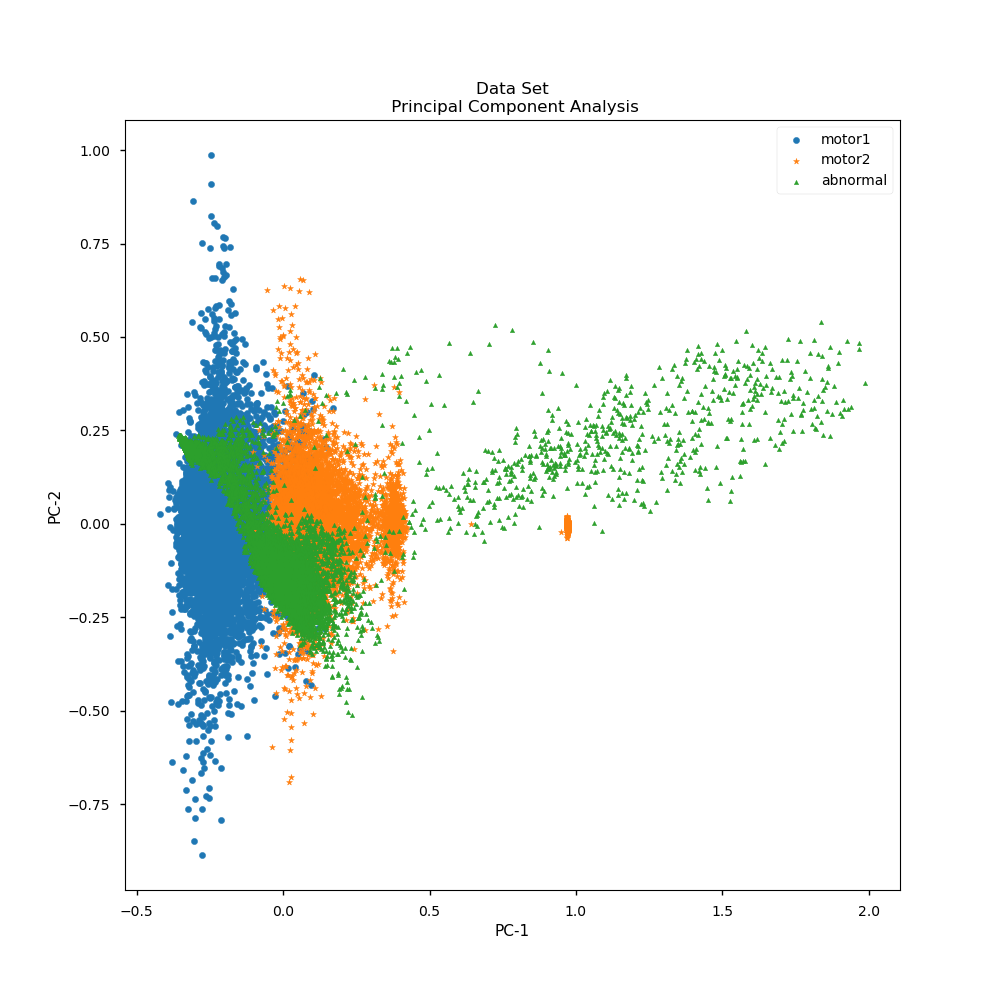 Data Set
Principal Component Analysis
motor1
motor2
abnormal
1.00
0.75
0.50
0.25
0.00
−0.25
−0.50
−0.75
PC-2
−0.5
0.0
0.5
1.0
1.5
2.0
PC-1